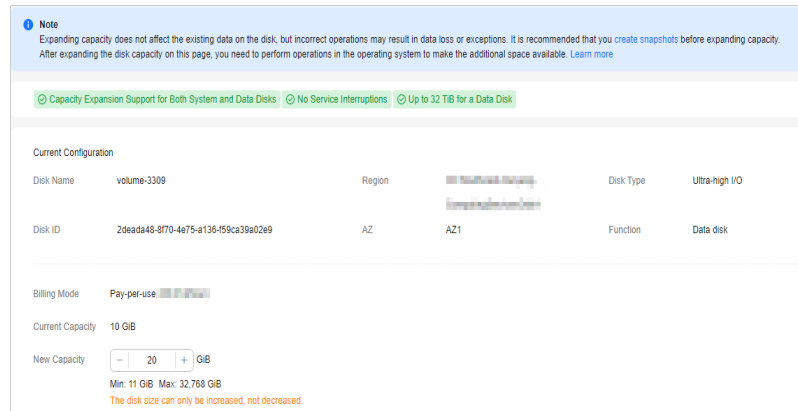 Note
Expanding capacity does not affect the existing data on the disk, but incorrect operations may result in data loss or exceptions. It is recommended that you create snapshots before expanding capacity.
After expanding the disk capacity on this page, you need to perform operations in the operating system to make the additional space available. Learn more
Capacity Expansion Support for Both System and Data Disks No Service Interruptions Up to 32 TiB for a Data Disk
Current Configuration
Disk Name volume-3309 Region Disk Type Ultra-high I/O
Disk ID 2deada48-8f70-4e75-a136-f59ca39a02e9 AZ AZ1 Function Data disk
Billing Mode Pay-per-use
Current Capacity 10 GiB
New Capacity − 20 + GiB
Min: 11 GiB Max: 32,768 GiB
The disk size can only be increased, not decreased.